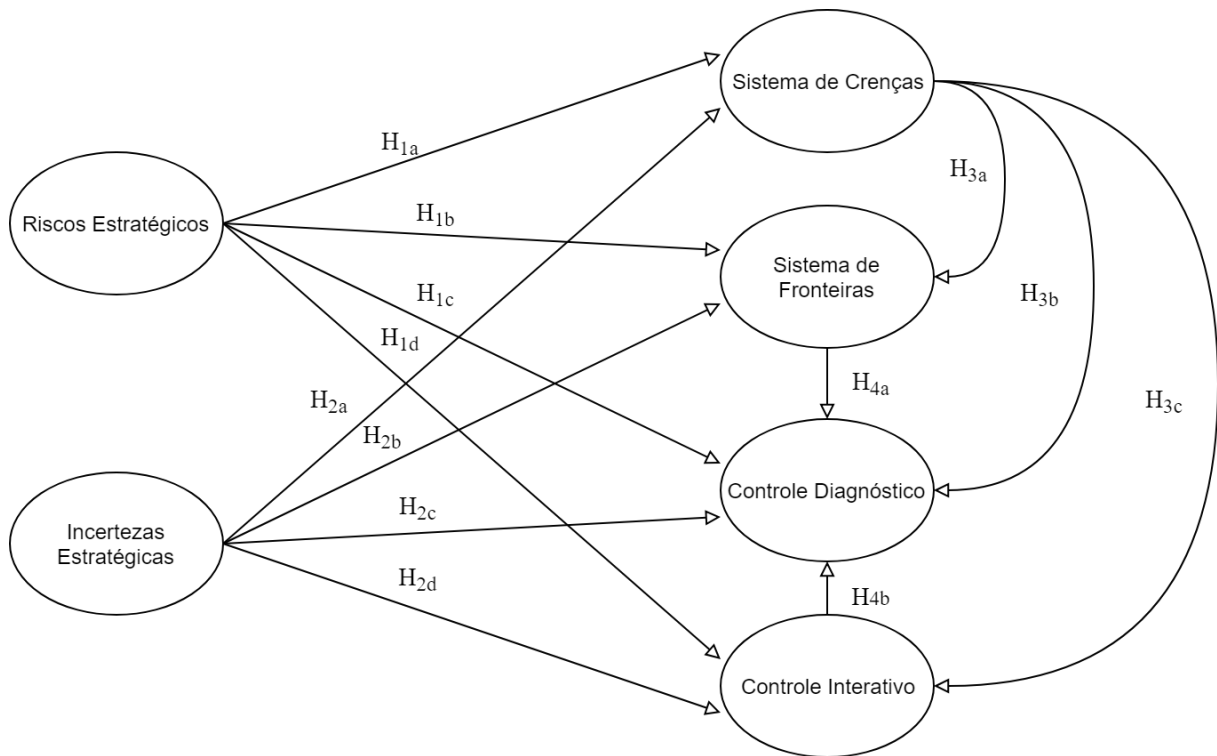 Sistema de Crenças
H1a
H3a
Riscos Estratégicos
H1b
Sistema de
Fronteiras
H3b
H1c
H1d
H4a
H2a
H3c
H2b
Controle Diagnóstico
H2c
Incertezas
Estratégicas
H2d
H4b
Controle Interativo